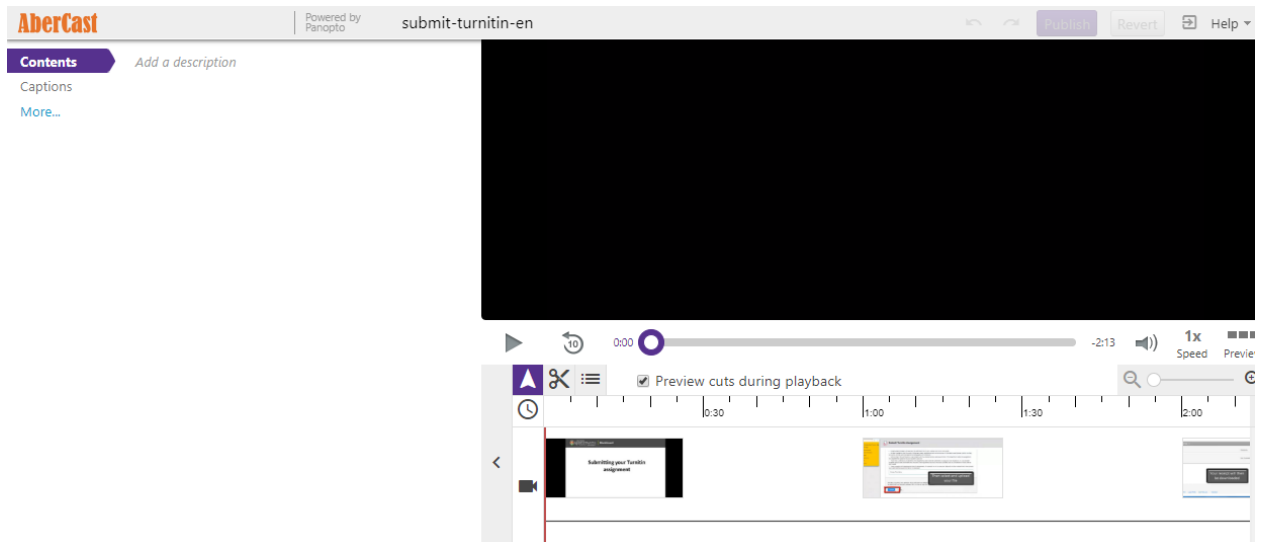 AberCast
Powered by
Panopto
submit-turnitin-en
Publish
Revert
Help
Contents
Add a description
Captions
More...
10
0:00
-2:13
1x
Speed
Preview cuts during playback
0:30
1:00
1:30
2:00
Submitting your Turnitin
assignment